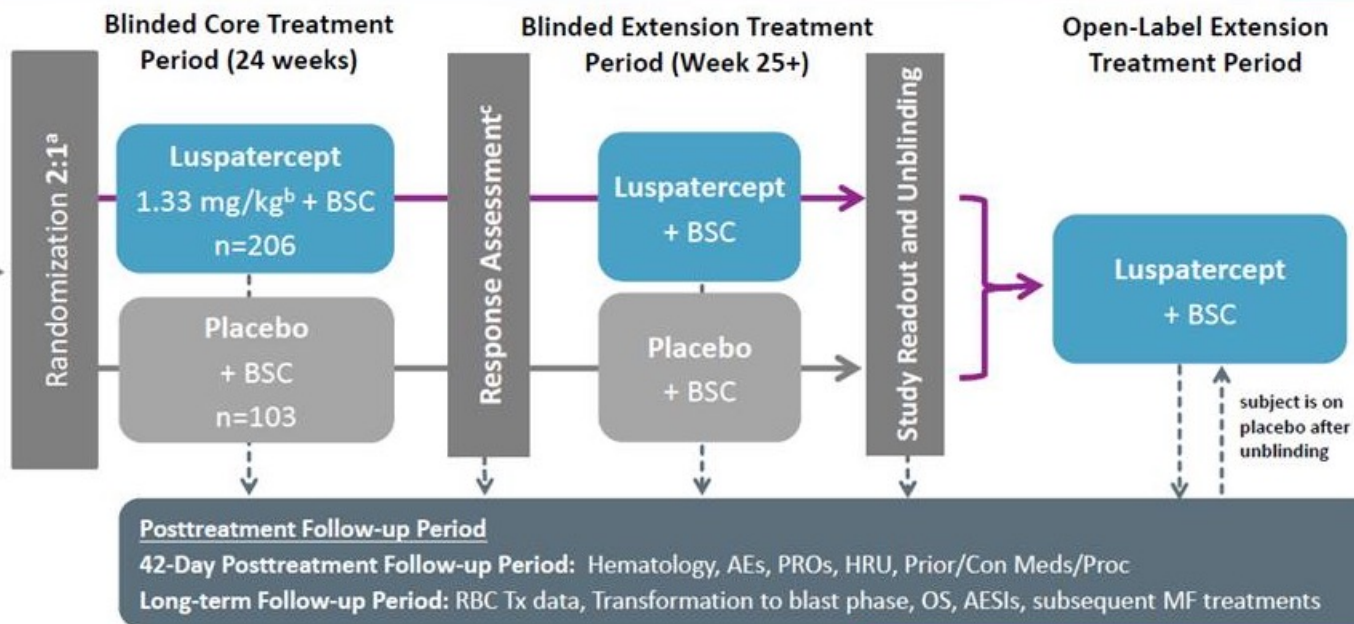 Blinded Core Treatment
Period (24 weeks)
Blinded Extension Treatment
Period (Week 25+)
Open-Label Extension
Treatment Period
Randomization 2:1ᵃ
Luspatercept
1.33 mg/kgᵇ + BSC
n=206
Placebo
+ BSC
n=103
Response Assessmentᶜ
Luspatercept
+ BSC
Placebo
+ BSC
Study Readout and Unblinding
Luspatercept
+ BSC
subject is on
placebo after
unblinding
Posttreatment Follow-up Period
42-Day Posttreatment Follow-up Period: Hematology, AEs, PROs, HRU, Prior/Con Meds/Proc
Long-term Follow-up Period: RBC Tx data, Transformation to blast phase, OS, AESIs, subsequent MF treatments